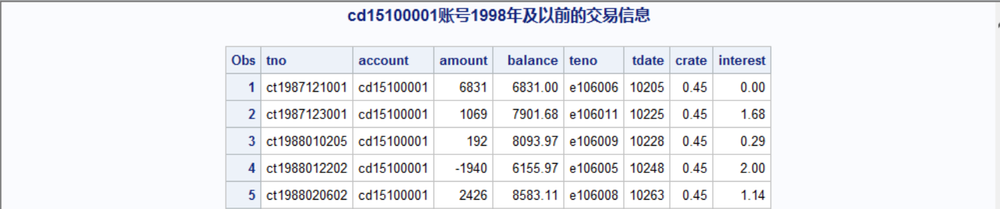 cd15100001账号1998年及以前的交易信息
Obs tno account amount balance teno tdate crate interest
1 ct1987121001 cd15100001 6831 6831.00 e106006 10205 0.45 0.00
2 ct1987123001 cd15100001 1069 7901.68 e106011 10225 0.45 1.68
3 ct1988010205 cd15100001 192 8093.97 e106009 10228 0.45 0.29
4 ct1988012202 cd15100001 -1940 6155.97 e106005 10248 0.45 2.00
5 ct1988020602 cd15100001 2426 8583.11 e106008 10263 0.45 1.14